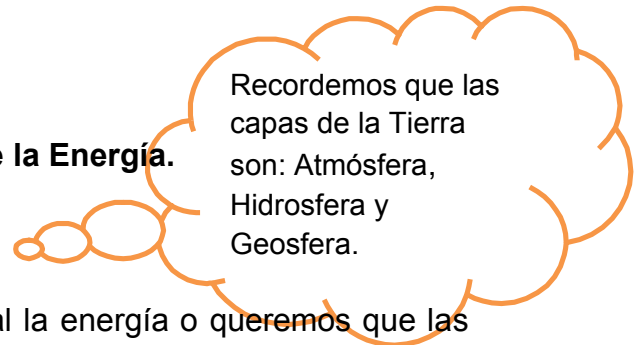 Recordemos que las
capas de la Tierra
e la Energía.
son: Atmósfera,
Hidrosfera y
Geosfera.
al la energía o queremos que las